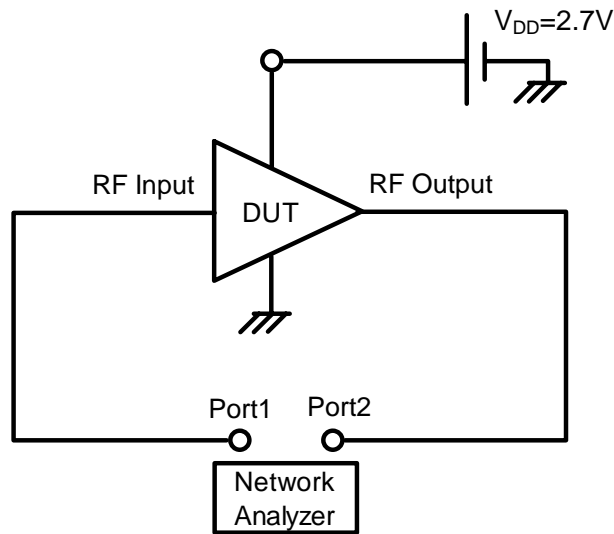 VDD=2.7V
RF Input
RF Output
DUT
Port1
Port2
Network
Analyzer